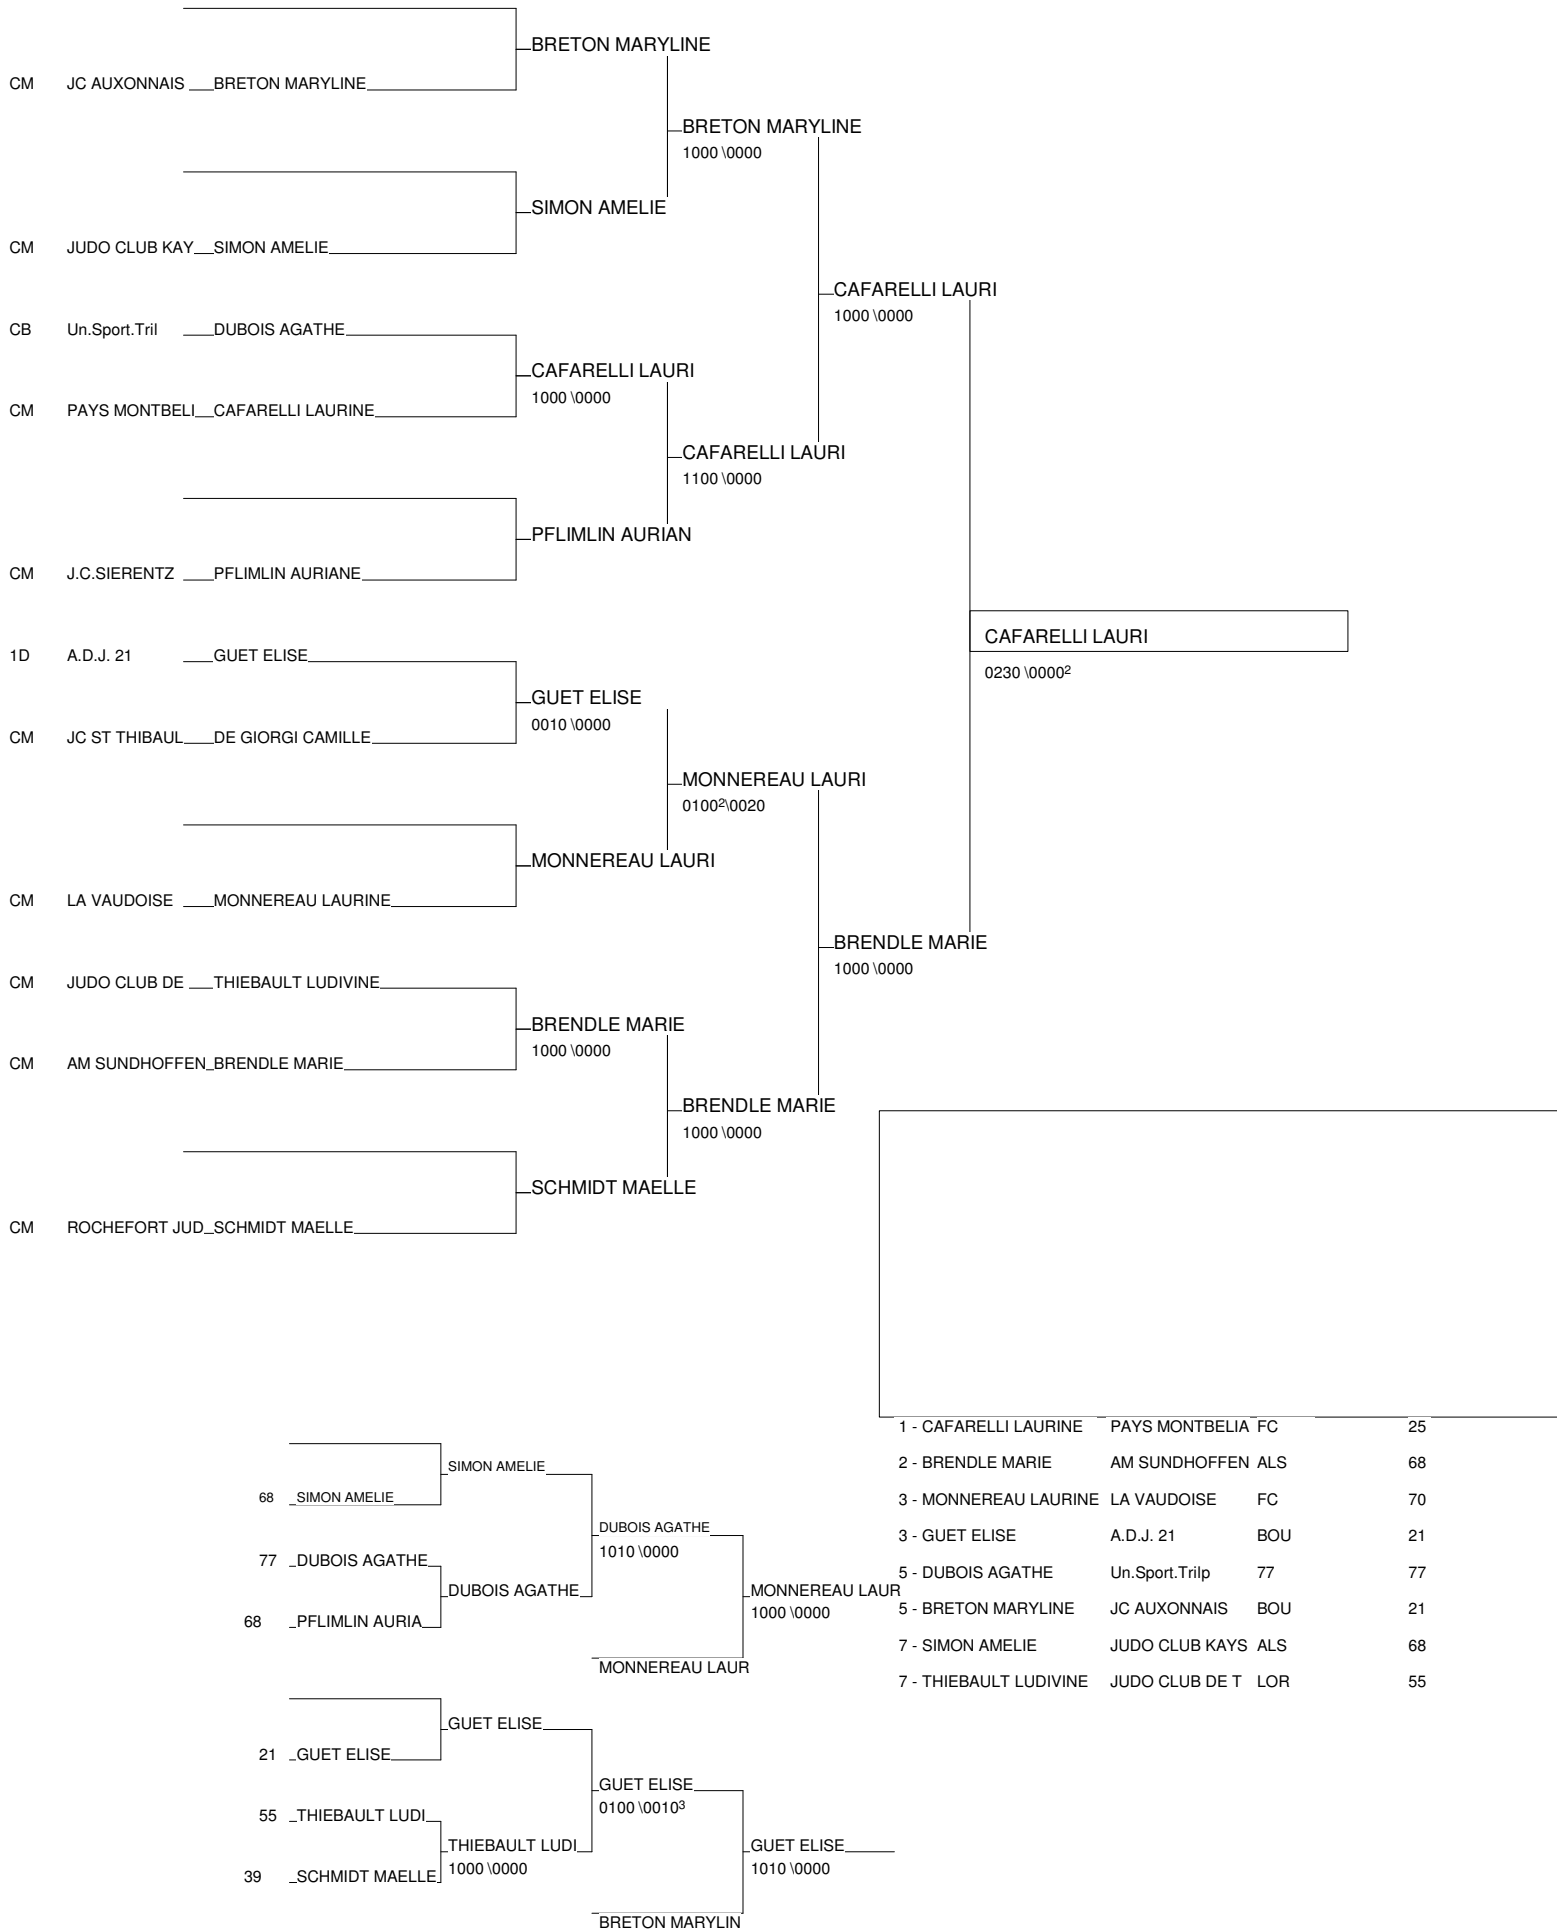 BRETON MARYLINE
CM JC AUXONNAIS BRETON MARYLINE
BRETON MARYLINE
1000 \0000
SIMON AMELIE
CM JUDO CLUB KAY SIMON AMELIE
CAFARELLI LAURI
1000 \0000
CB Un.Sport.Tril DUBOIS AGATHE
CAFARELLI LAURI
1000 \0000
CM PAYS MONTBELI CAFARELLI LAURINE
CAFARELLI LAURI
1100 \0000
PFLIMLIN AURIAN
CM J.C.SIERENTZ PFLIMLIN AURIANE
CAFARELLI LAURI
0230 \0000²
1D A.D.J. 21 GUET ELISE
GUET ELISE
0010 \0000
CM JC ST THIBAUL DE GIORGI CAMILLE
MONNEREAU LAURI
0100²\0020
MONNEREAU LAURI
CM LA VAUDOISE MONNEREAU LAURINE
BRENDLE MARIE
1000 \0000
CM JUDO CLUB DE THIEBAULT LUDIVINE
BRENDLE MARIE
1000 \0000
CM AM SUNDHOFFEN BRENDLE MARIE
BRENDLE MARIE
1000 \0000
SCHMIDT MAELLE
CM ROCHEFORT JUD SCHMIDT MAELLE
1 - CAFARELLI LAURINE PAYS MONTBELIA FC 25
2 - BRENDLE MARIE AM SUNDHOFFEN ALS 68
3 - MONNEREAU LAURINE LA VAUDOISE FC 70
3 - GUET ELISE A.D.J. 21 BOU 21
5 - DUBOIS AGATHE Un.Sport.Trilp 77 77
5 - BRETON MARYLINE JC AUXONNAIS BOU 21
7 - SIMON AMELIE JUDO CLUB KAYS ALS 68
7 - THIEBAULT LUDIVINE JUDO CLUB DE T LOR 55
SIMON AMELIE
68 SIMON AMELIE
DUBOIS AGATHE
1010 \0000
77 DUBOIS AGATHE
DUBOIS AGATHE
68 PFLIMLIN AURIA
MONNEREAU LAUR
1000 \0000
MONNEREAU LAUR
GUET ELISE
21 GUET ELISE
GUET ELISE
0100 \0010³
55 THIEBAULT LUDI
THIEBAULT LUDI
1000 \0000
39 SCHMIDT MAELLE
GUET ELISE
1010 \0000
BRETON MARYLIN